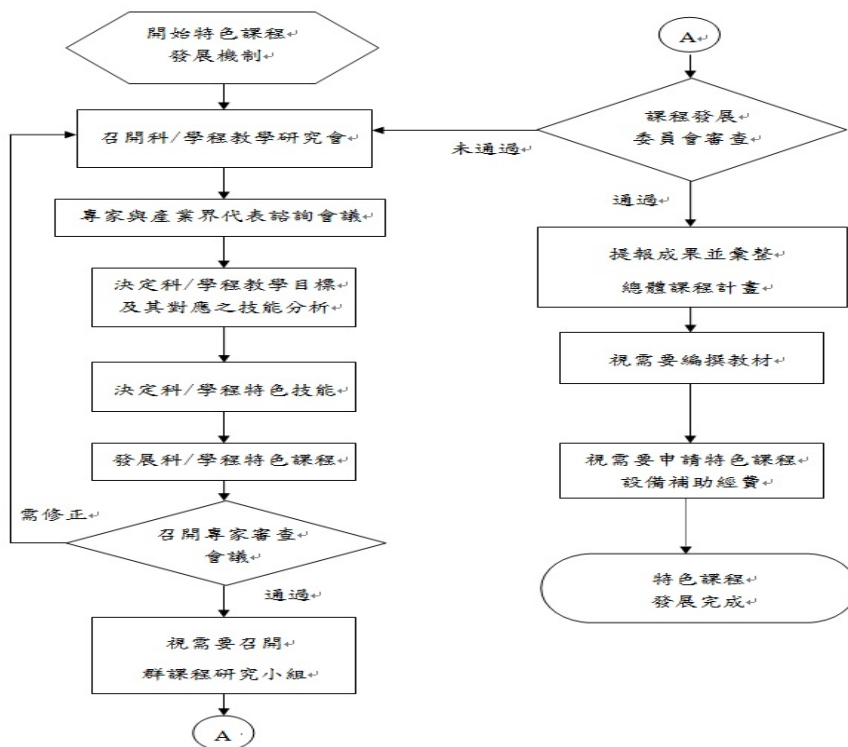 開始特色課程
發展機制
召開科/學程教學研究會
專家與產業界代表諮詢會議
決定科/學程教學目標
及其對應之技能分析
決定科/學程特色技能
發展科/學程特色課程
需修正
召開專家審查
會議
通過
視需要召開
群課程研究小組
A
A
課程發展
委員會審查
未通過
通過
提報成果並彙整
總體課程計畫
視需要編撰教材
視需要申請特色課程
設備補助經費
特色課程
發展完成